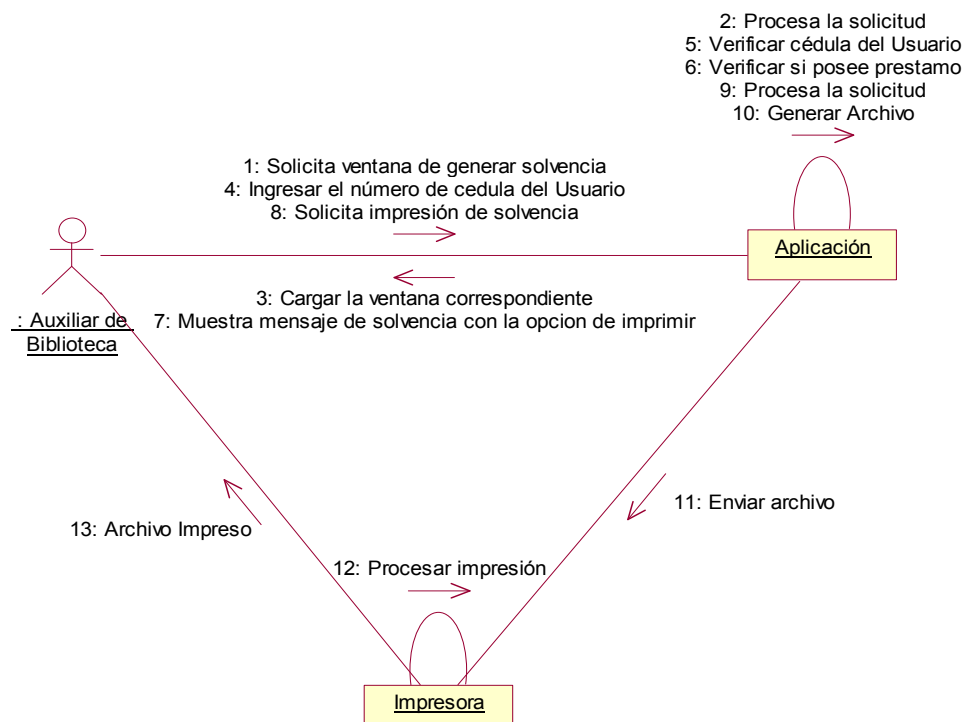 2: Procesa la solicitud
5: Verificar cédula del Usuario
6: Verificar si posee prestamo
9: Procesa la solicitud
10: Generar Archivo
1: Solicita ventana de generar solvencia
4: Ingresar el número de cedula del Usuario
8: Solicita impresión de solvencia
Aplicación
3: Cargar la ventana correspondiente
7: Muestra mensaje de solvencia con la opcion de imprimir
: Auxiliar de
Biblioteca
11: Enviar archivo
13: Archivo Impreso
12: Procesar impresión
Impresora